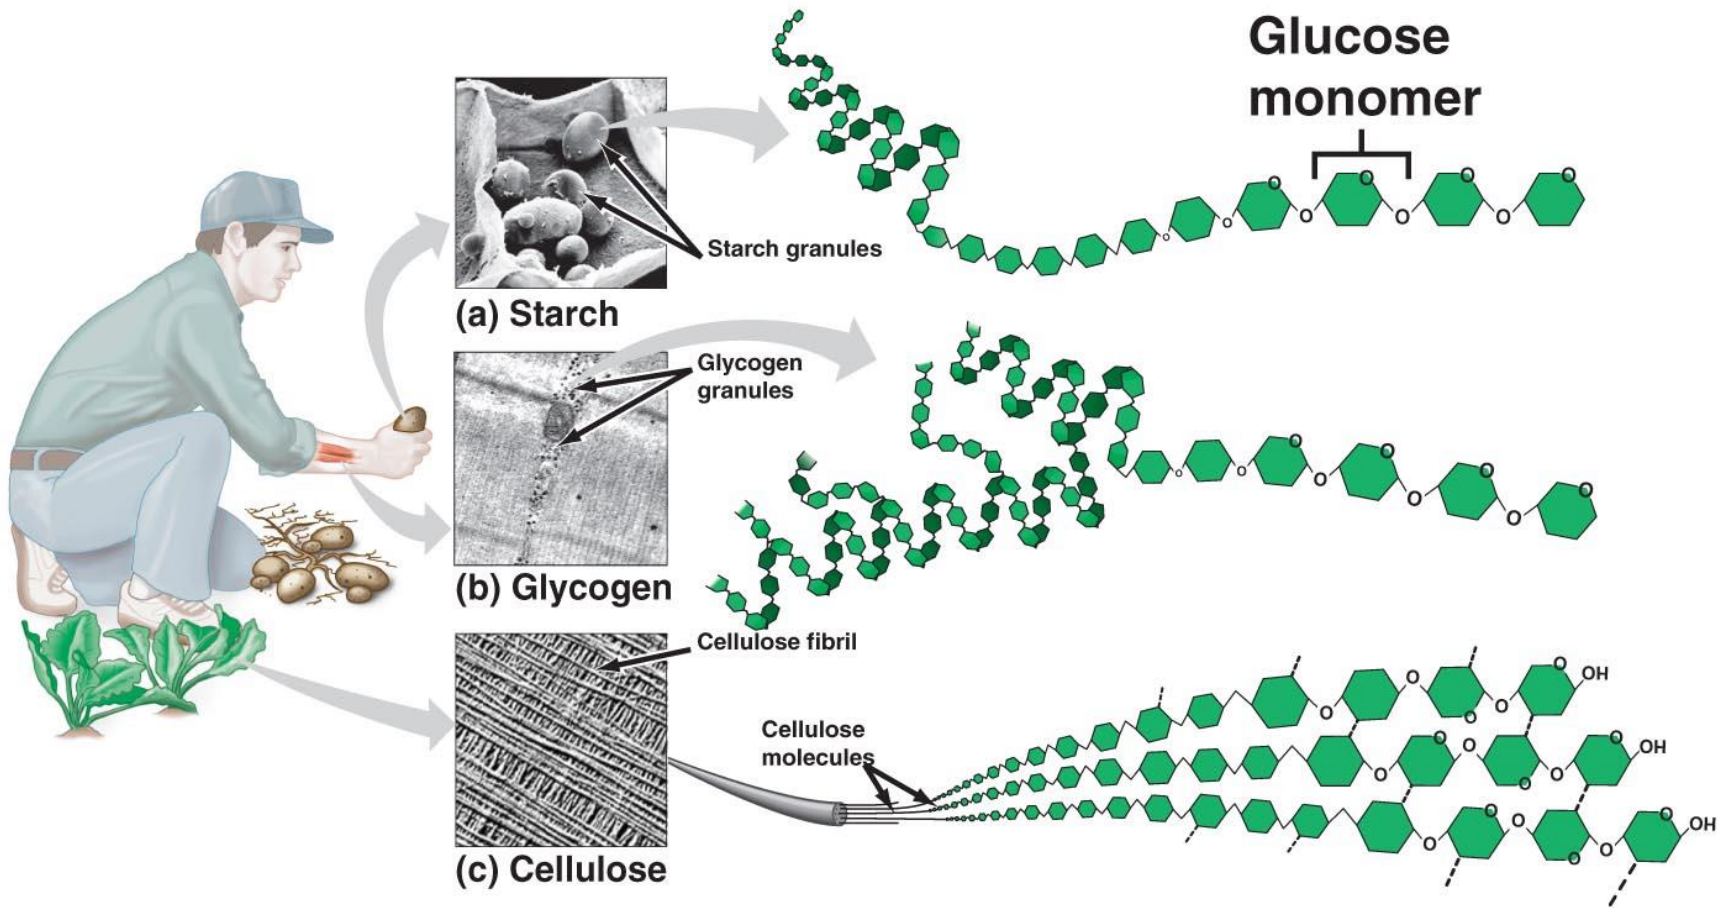 Glucose
monomer
Starch granules
(a) Starch
Glycogen
granules
(b) Glycogen
Cellulose fibril
Cellulose
molecules
(c) Cellulose
O O O O
O O O O O
O O O O
O O O O O
O OH
O O O
O O
O O O OH
O O O
O O O OH
O O O